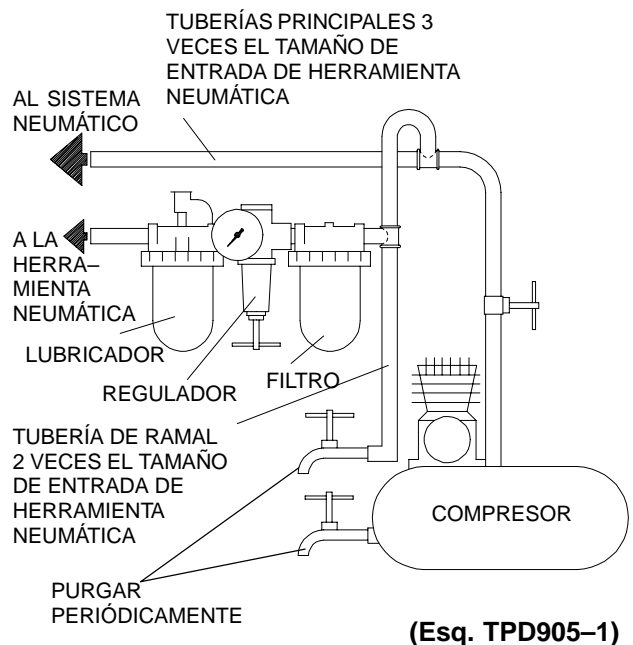 TUBERÍAS PRINCIPALES 3
VECES EL TAMAÑO DE
ENTRADA DE HERRAMIENTA
NEUMÁTICA
AL SISTEMA
NEUMÁTICO
A LA
HERRA–
MIENTA
NEUMÁTICA
LUBRICADOR
REGULADOR
FILTRO
TUBERÍA DE RAMAL
2 VECES EL TAMAÑO
DE ENTRADA DE
HERRAMIENTA
NEUMÁTICA
COMPRESOR
PURGAR
PERIÓDICAMENTE
(Esq. TPD905–1)